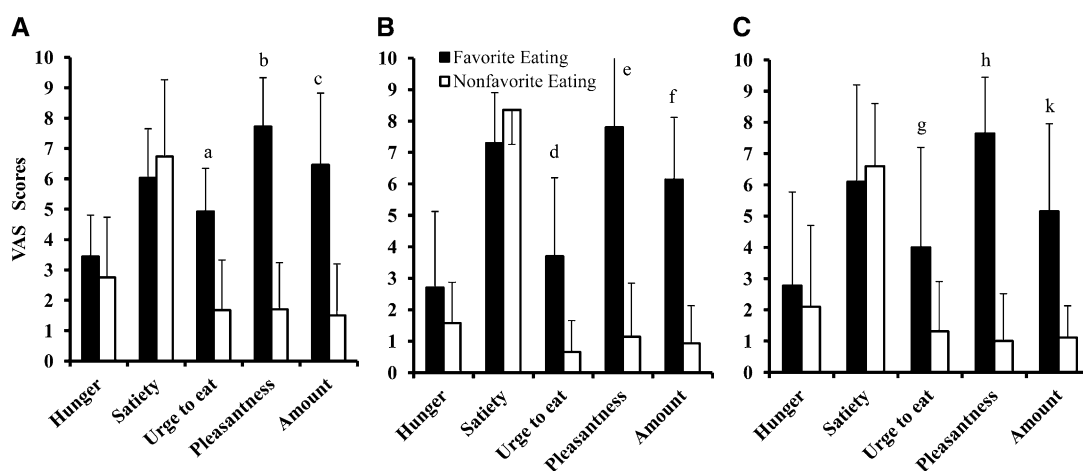 A
B
C
VAS Scores
10
9
8
7
6
5
4
3
2
1
0
a
b
c
Hunger
Satiety
Urge to eat
Pleasantness
Amount
Favorite Eating
Nonfavorite Eating
10
9
8
7
6
5
4
3
2
1
0
d
e
f
Hunger
Satiety
Urge to eat
Pleasantness
Amount
10
9
8
7
6
5
4
3
2
1
0
g
h
k
Hunger
Satiety
Urge to eat
Pleasantness
Amount